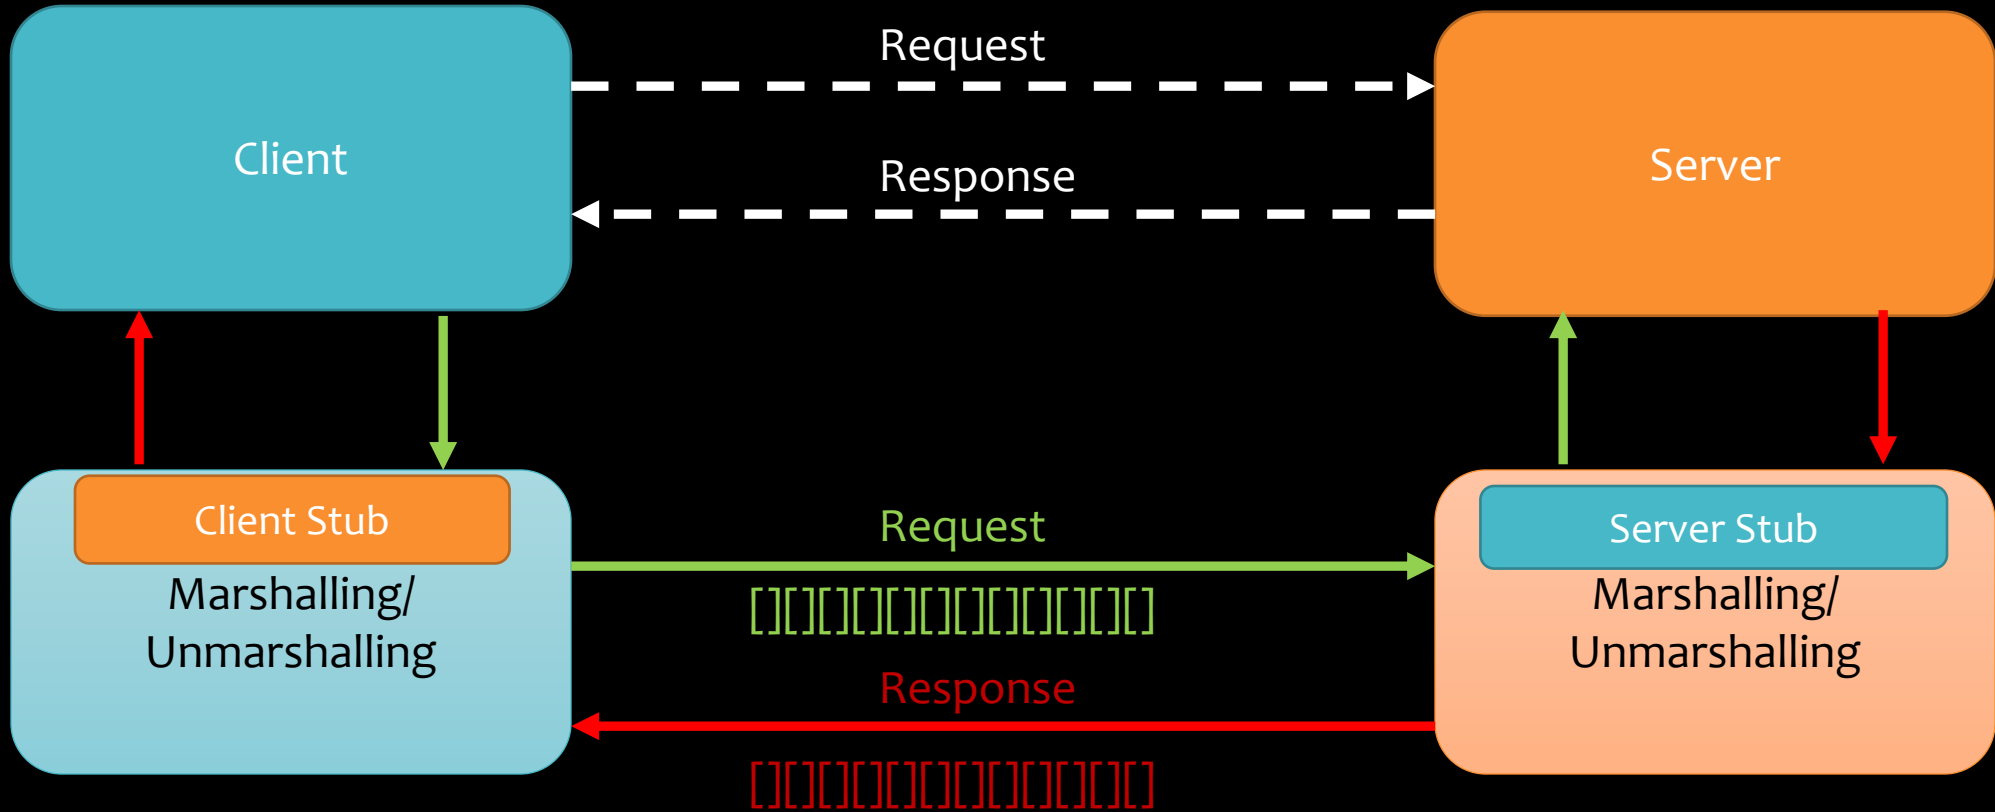 Request
Client
Server
Response
Client Stub
Request
Server Stub
Marshalling/
Unmarshalling
[][][][][][][][][][][][]
Marshalling/
Unmarshalling
Response
[][][][][][][][][][][][]